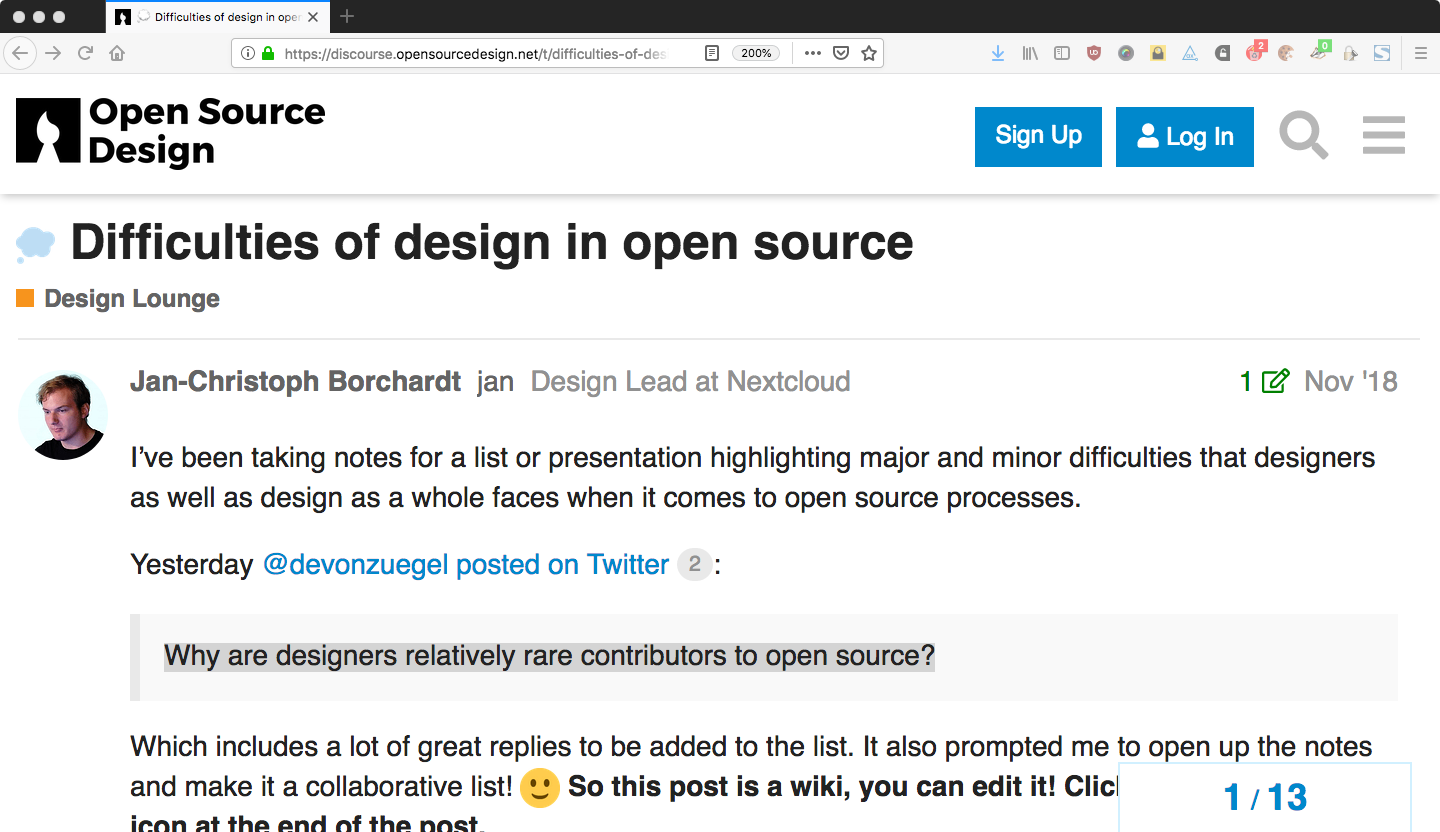 Difficulties of design in open
https://discourse.opensourcedesign.net/t/difficulties-of-des
200%
2
0
Open Source
Design
Sign Up
Log In
Difficulties of design in open source
Design Lounge
Jan-Christoph Borchardt jan Design Lead at Nextcloud
1
Nov '18
I’ve been taking notes for a list or presentation highlighting major and minor difficulties that designers
as well as design as a whole faces when it comes to open source processes.
Yesterday @devonzuegel posted on Twitter 2 :
Why are designers relatively rare contributors to open source?
Which includes a lot of great replies to be added to the list. It also prompted me to open up the notes
and make it a collaborative list! 🙂 So this post is a wiki, you can edit it! Clic
icon at the end of the post.
1 / 13